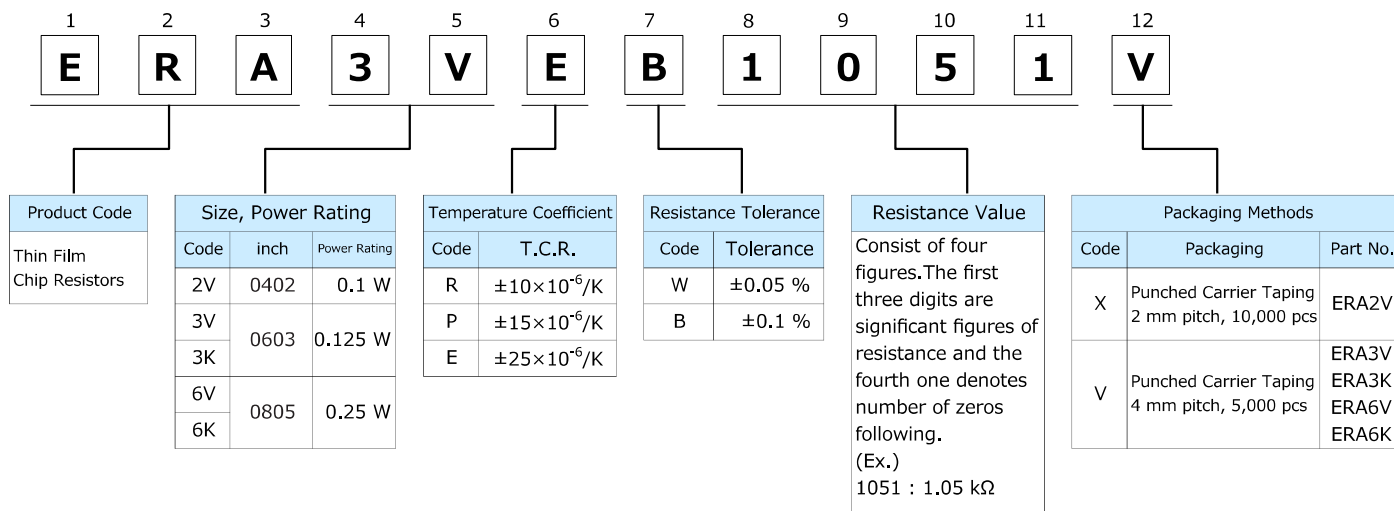 1 2 3 4 5 6 7 8 9 10 11 12
E R A 3 V E B 1 0 5 1 V
Product Code
Thin Film
Chip Resistors
Size, Power Rating
Code inch Power Rating
2V 0402 0.1 W
3V
0603 0.125 W
3K
6V
0805 0.25 W
6K
Temperature Coefficient
Code T.C.R.
R ±10×10⁻⁶/K
P ±15×10⁻⁶/K
E ±25×10⁻⁶/K
Resistance Tolerance
Code Tolerance
W ±0.05 %
B ±0.1 %
Resistance Value
Consist of four
figures.The first
three digits are
significant figures of
resistance and the
fourth one denotes
number of zeros
following.
(Ex.)
1051 : 1.05 kΩ
Packaging Methods
Code Packaging Part No.
X Punched Carrier Taping
2 mm pitch, 10,000 pcs
ERA2V
V Punched Carrier Taping
4 mm pitch, 5,000 pcs
ERA3V
ERA3K
ERA6V
ERA6K